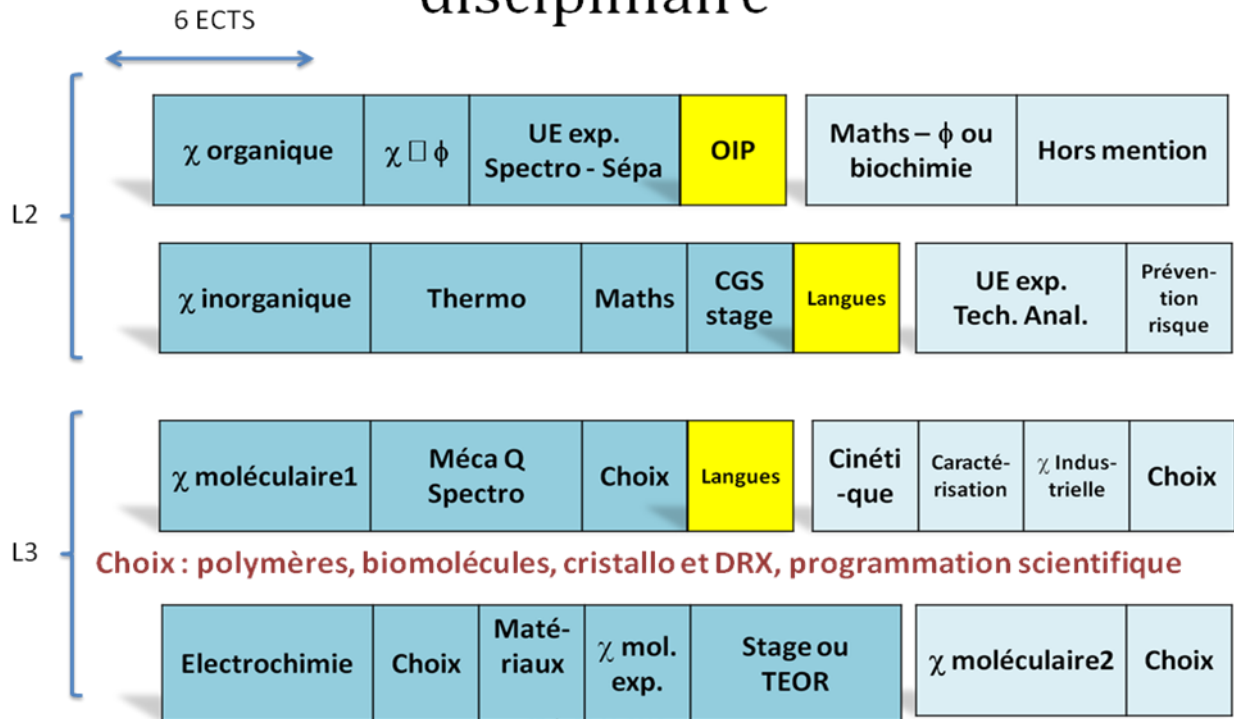 disciplinaire
6 ECTS
L2
χ organique
χ □ ϕ
UE exp.
Spectro - Sépa
OIP
Maths – ϕ ou
biochimie
Hors mention
χ inorganique
Thermo
Maths
CGS
stage
Langues
UE exp.
Tech. Anal.
Préven-
tion
risque
L3
χ moléculaire1
Méca Q
Spectro
Choix
Langues
Cinéti
-que
Caracté-
risation
χ Indus-
trielle
Choix
Choix : polymères, biomolécules, cristallo et DRX, programmation scientifique
Electrochimie
Choix
Maté-
riaux
χ mol.
exp.
Stage ou
TEOR
χ moléculaire2
Choix